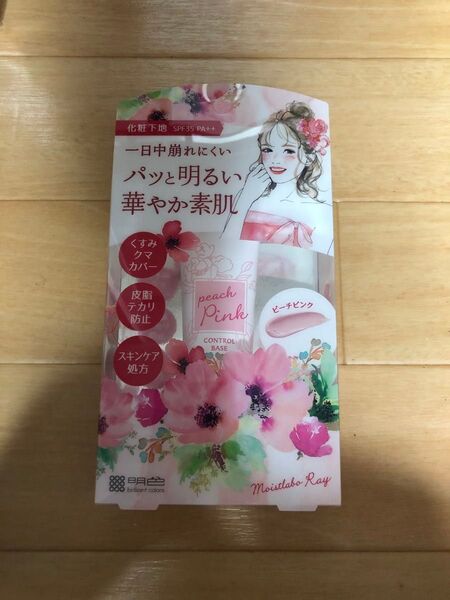 化粧下地 SPF35 PA++
一日中崩れにくい
パッと明るい
華やか素肌
くすみ
クマ
カバー
皮脂
テカリ
防止
スキンケア
処方
peach
Pink
CONTROL
BASE
ピーチピンク
明色
brilliant colors
Moistlabo Ray